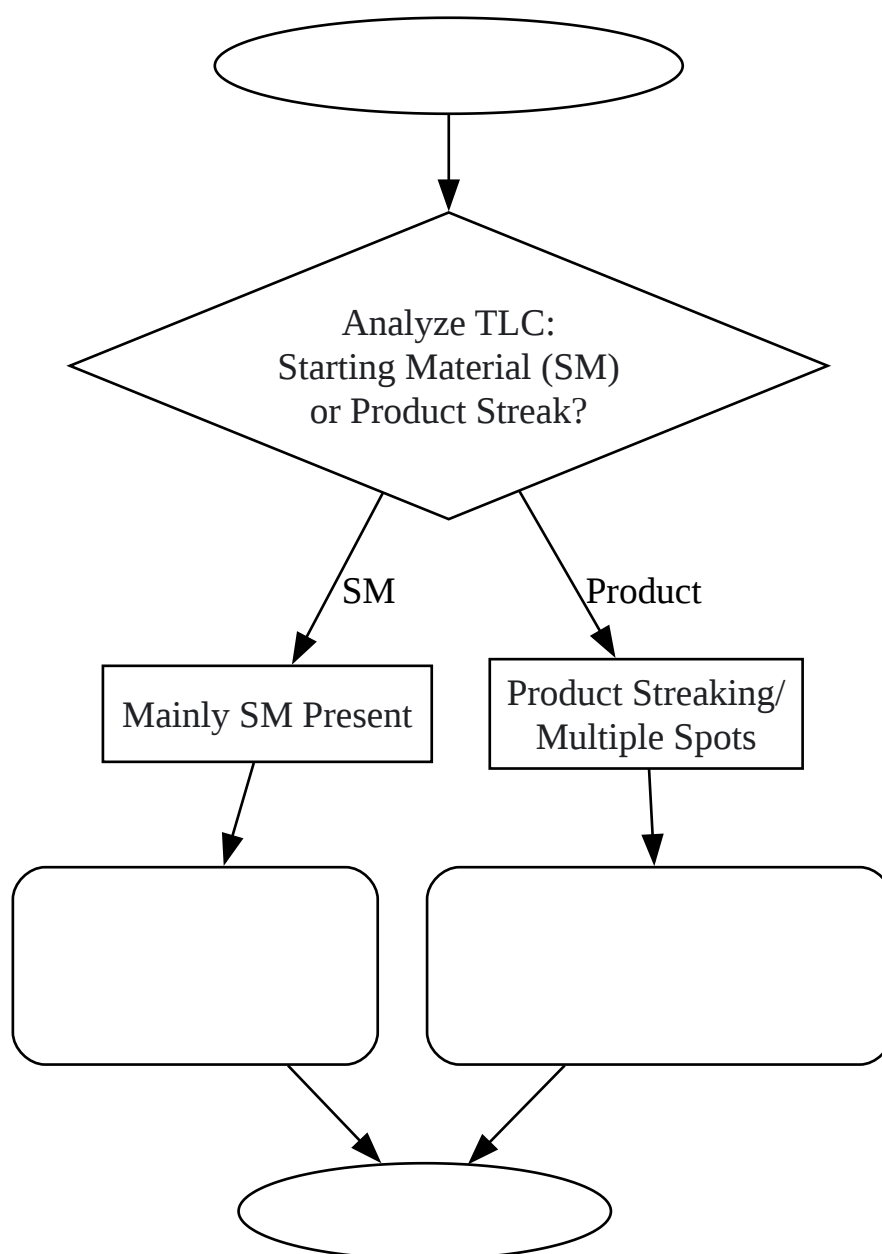 Analyze TLC:
Starting Material (SM)
or Product Streak?
SM
Product
Mainly SM Present
Product Streaking/
Multiple Spots